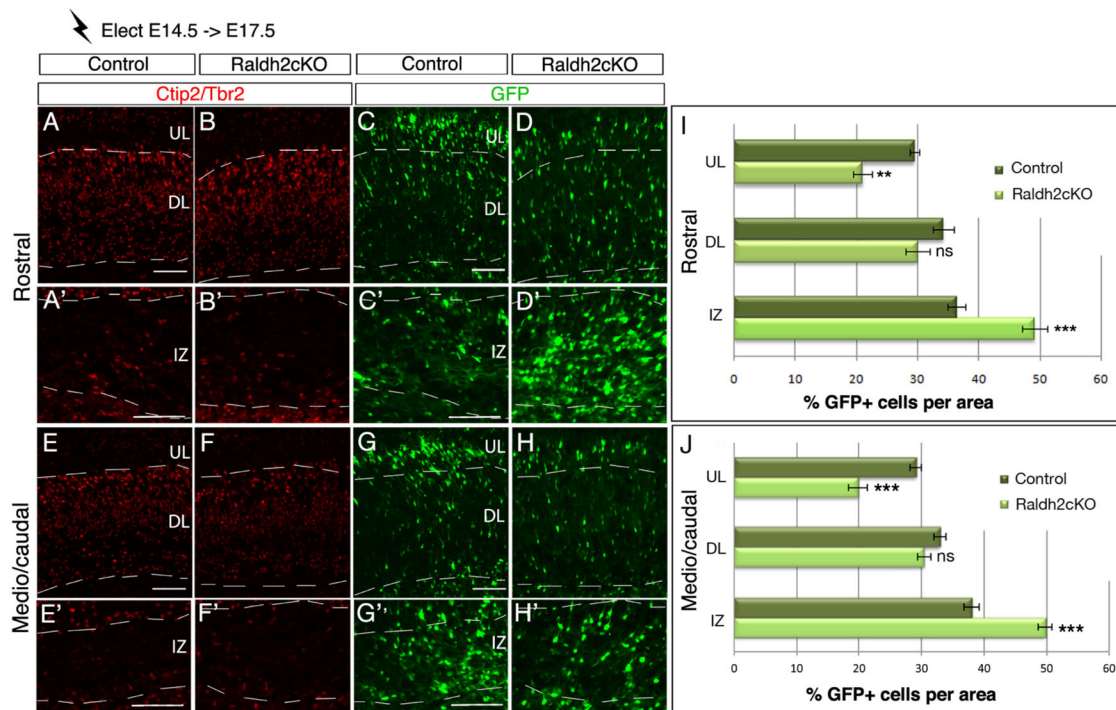 Elect E14.5 -> E17.5
Control Raldh2cKO Control Raldh2cKO
Ctip2/Tbr2 GFP
Rostral
A B C D
UL UL
DL DL
A' B' C' D'
IZ IZ
Medio/caudal
E F G H
UL UL
DL DL
E' F' G' H'
IZ IZ
I
Rostral
UL
**
DL
ns
IZ
***
Control
Raldh2cKO
0 10 20 30 40 50 60
% GFP+ cells per area
J
Medio/caudal
UL
***
DL
ns
IZ
***
Control
Raldh2cKO
0 10 20 30 40 50 60
% GFP+ cells per area